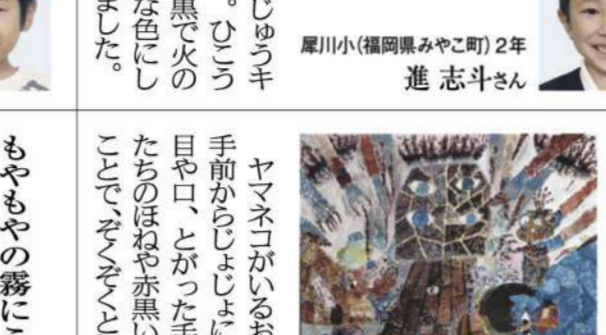 じゅうキ
。ひこう
黒で火の
な色にし
ました。
犀川小(福岡県みやこ町)2年
進 志斗さん
ヤマネコがいるお
手前からじょじょに
目や口、とがった手
たちのほねや赤黒い
ことで、ぞくぞくと
もやもやの霧に